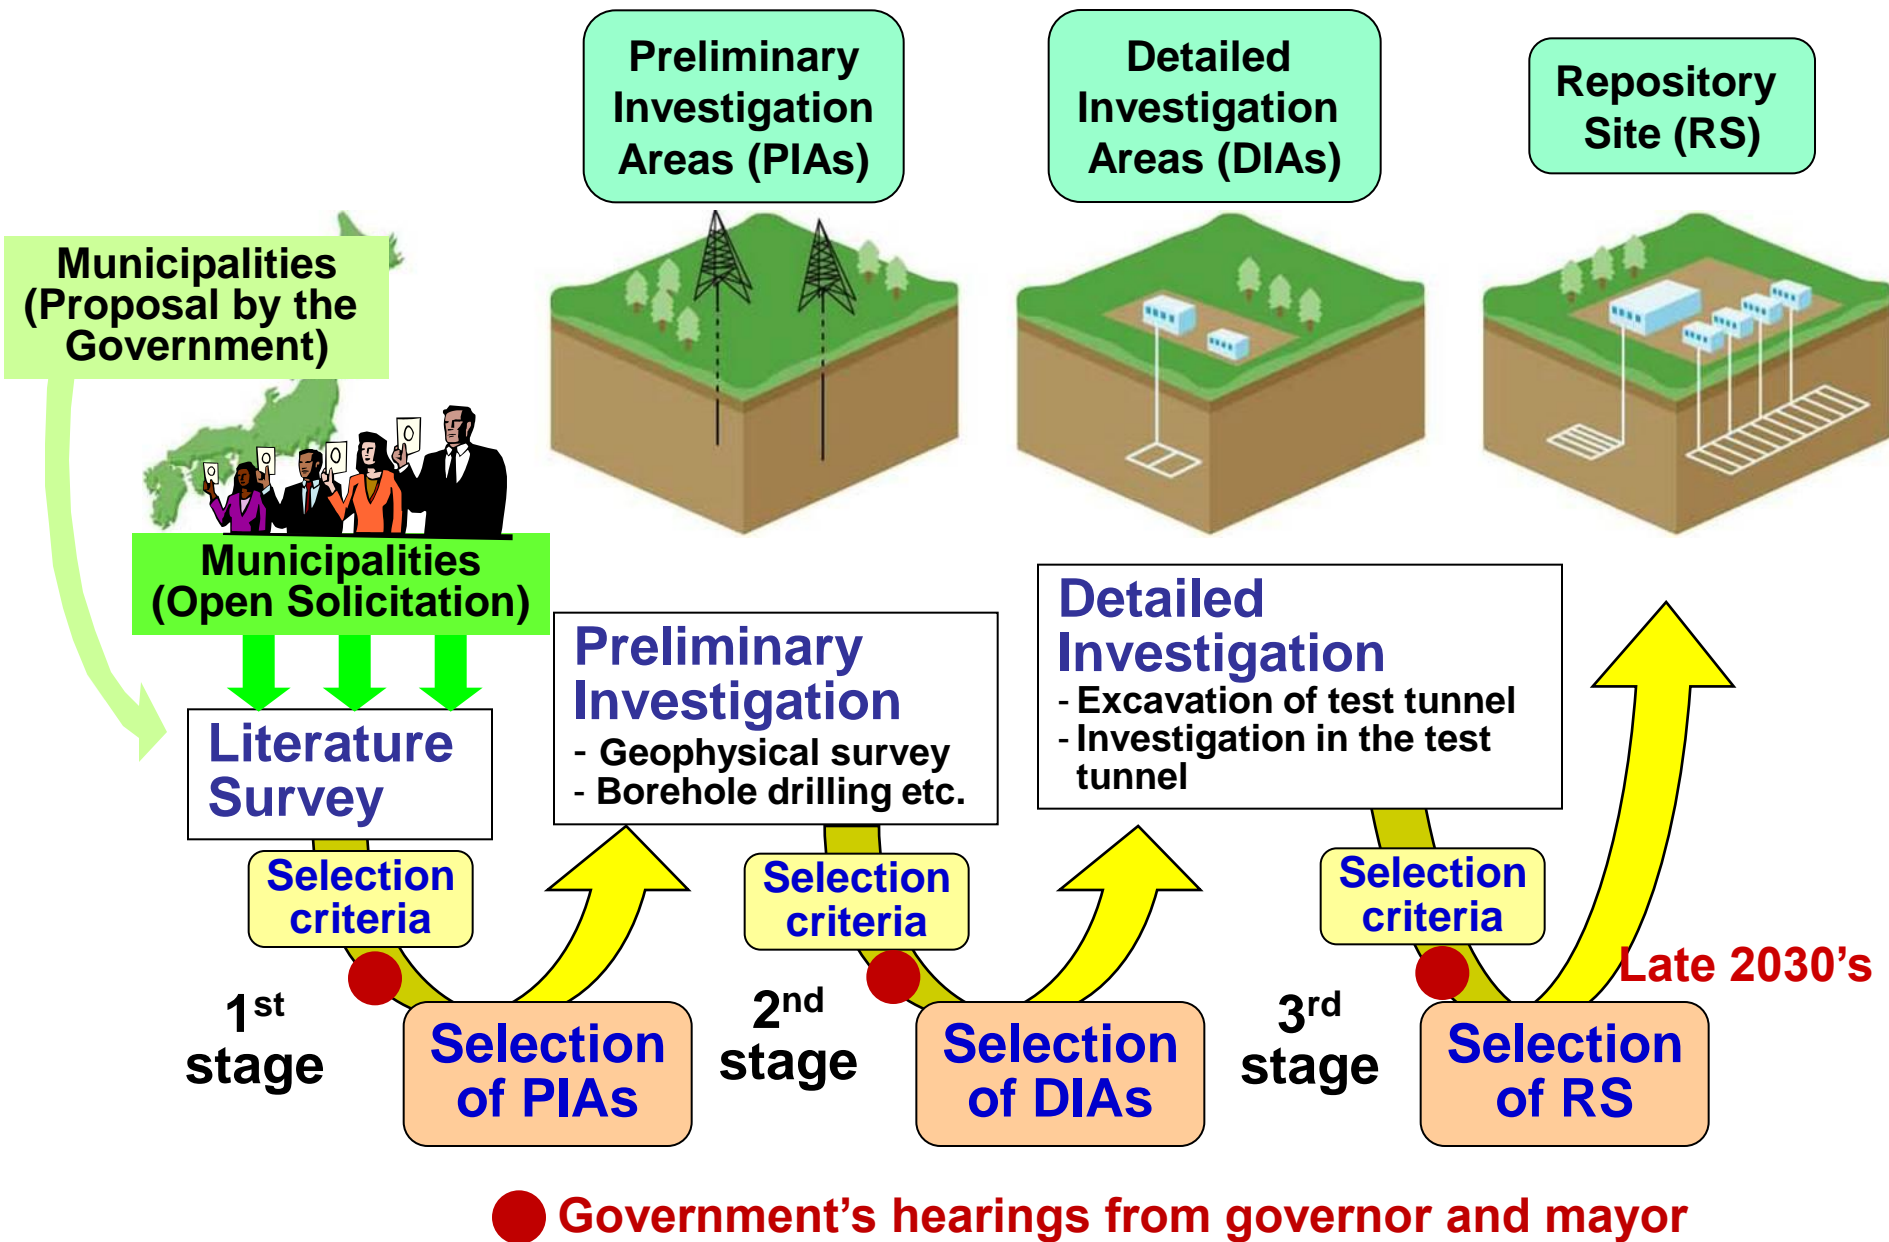 Preliminary
Investigation
Areas (PIAs)
Detailed
Investigation
Areas (DIAs)
Repository
Site (RS)
Municipalities
(Proposal by the
Government)
Municipalities
(Open Solicitation)
Literature
Survey
Preliminary
Investigation
- Geophysical survey
- Borehole drilling etc.
Detailed
Investigation
- Excavation of test tunnel
- Investigation in the test
tunnel
Selection
criteria
Selection
criteria
Selection
criteria
Late 2030's
1st
stage
Selection
of PIAs
2nd
stage
Selection
of DIAs
3rd
stage
Selection
of RS
Government's hearings from governor and mayor